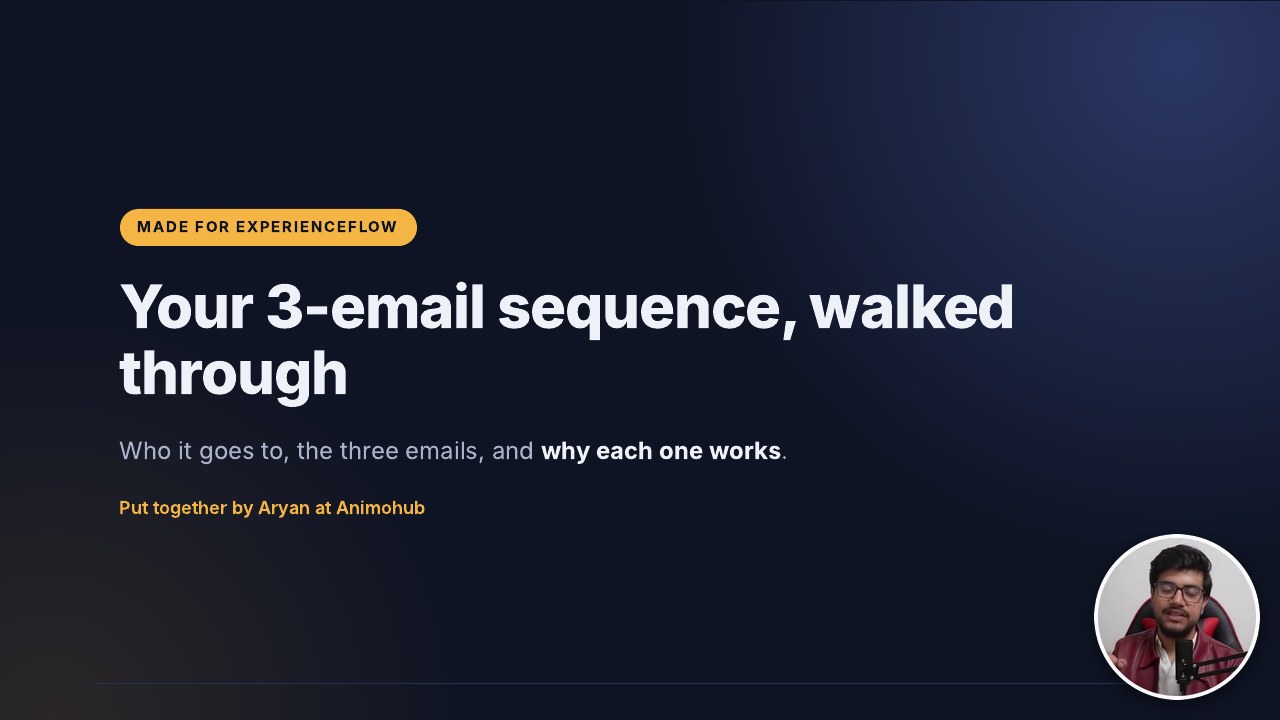 MADE FOR EXPERIENCEFLOW
Your 3-email sequence, walked
through
Who it goes to, the three emails, and why each one works.
Put together by Aryan at Animohub